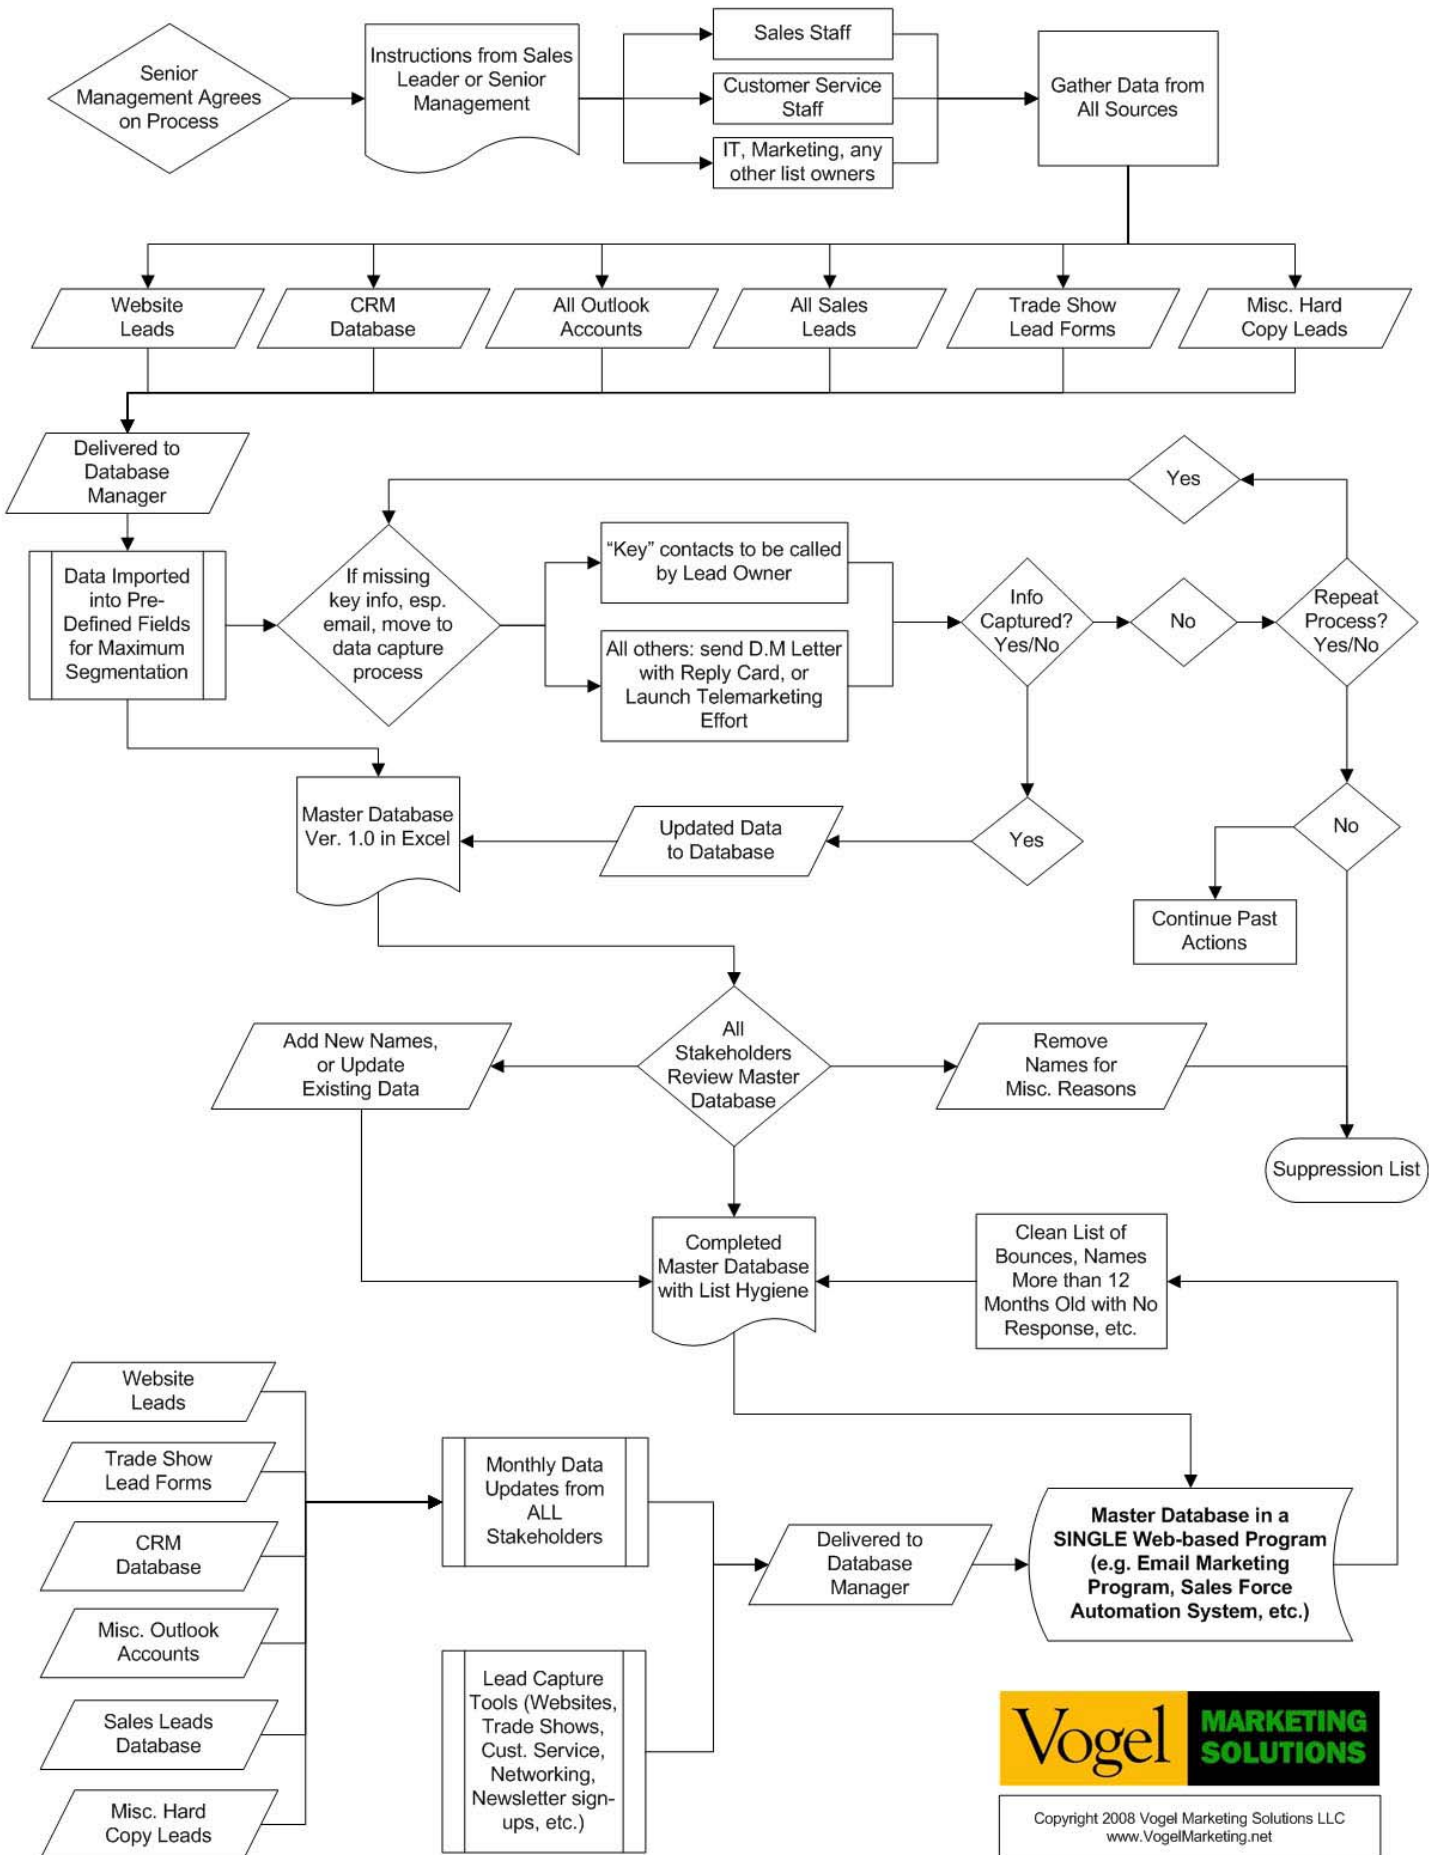 Senior
Management Agrees
on Process
Instructions from Sales
Leader or Senior
Management
Sales Staff
Customer Service
Staff
IT, Marketing, any
other list owners
Gather Data from
All Sources
Website
Leads
CRM
Database
All Outlook
Accounts
All Sales
Leads
Trade Show
Lead Forms
Misc. Hard
Copy Leads
Delivered to
Database
Manager
Yes
Data Imported
into Pre-
Defined Fields
for Maximum
Segmentation
If missing
key info, esp.
email, move to
data capture
process
“Key” contacts to be called
by Lead Owner
All others: send D.M Letter
with Reply Card, or
Launch Telemarketing
Effort
Info
Captured?
Yes/No
No
Repeat
Process?
Yes/No
Master Database
Ver. 1.0 in Excel
Updated Data
to Database
Yes
No
Continue Past
Actions
Add New Names,
or Update
Existing Data
All
Stakeholders
Review Master
Database
Remove
Names for
Misc. Reasons
Suppression List
Completed
Master Database
with List Hygiene
Clean List of
Bounces, Names
More than 12
Months Old with No
Response, etc.
Website
Leads
Trade Show
Lead Forms
CRM
Database
Misc. Outlook
Accounts
Sales Leads
Database
Misc. Hard
Copy Leads
Monthly Data
Updates from
ALL
Stakeholders
Lead Capture
Tools (Websites,
Trade Shows,
Cust. Service,
Networking,
Newsletter sign-
ups, etc.)
Delivered to
Database
Manager
Master Database in a
SINGLE Web-based Program
(e.g. Email Marketing
Program, Sales Force
Automation System, etc.)
Vogel
MARKETING
SOLUTIONS
Copyright 2008 Vogel Marketing Solutions LLC
www.VogelMarketing.net